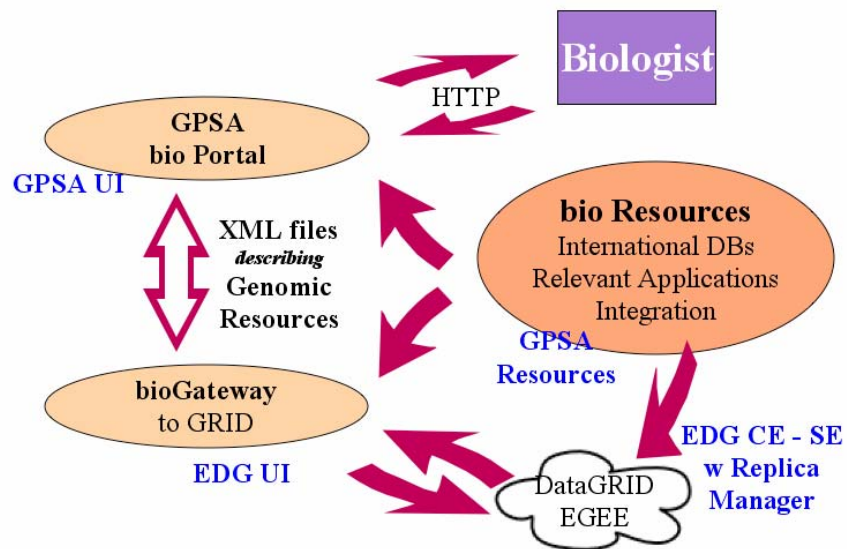 Biologist
HTTP
GPSA
bio Portal
GPSA UI
XML files
describing
Genomic
Resources
bio Resources
International DBs
Relevant Applications
Integration
GPSA
Resources
bioGateway
to GRID
EDG UI
EDG CE - SE
w Replica
Manager
DataGRID
EGEE